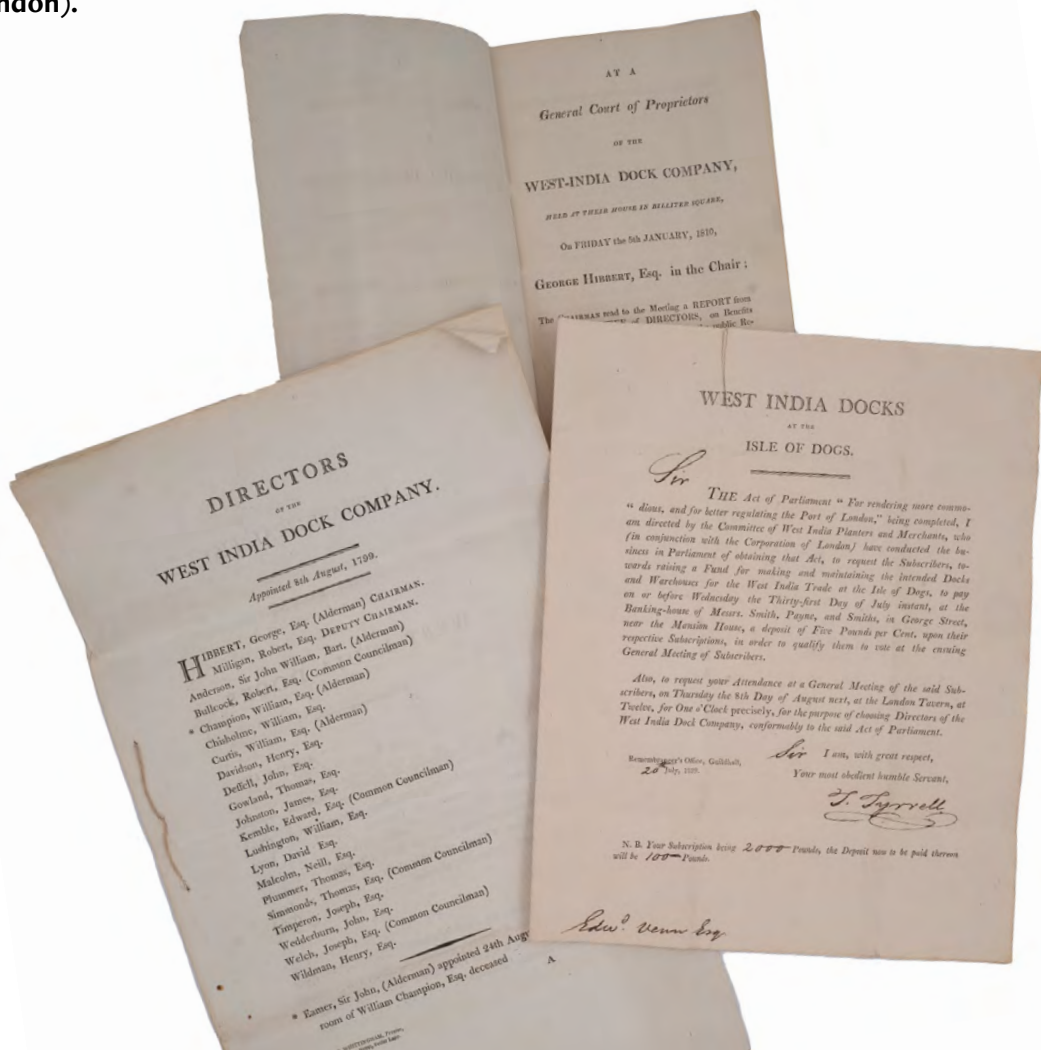 ndon).
AT A
General Court of Proprietors
OF THE
WEST-INDIA DOCK COMPANY,
HELD AT THEIR HOUSE IN BILLITER SQUARE,
On FRIDAY the 5th JANUARY, 1810,
GEORGE HIBBERT, Esq. in the Chair;
The CHAIRMAN read to the Meeting a REPORT from
of DIRECTORS, on Benefits
public Re-
DIRECTORS
OF THE
WEST INDIA DOCK COMPANY.
Appointed 8th August, 1799.
HIBBERT, George, Esq. (Alderman) CHAIRMAN.
Milligan, Robert, Esq. DEPUTY CHAIRMAN.
Anderson, Sir John William, Bart. (Alderman)
Bullcock, Robert, Esq. (Common Councilman)
* Champion, William, Esq. (Alderman)
Chisholme, William, Esq.
Curtis, William, Esq. (Alderman)
Davidson, Henry, Esq.
Deffell, John, Esq.
Gowland, Thomas, Esq.
Johnston, James, Esq.
Kemble, Edward, Esq. (Common Councilman)
Lushington, William, Esq.
Lyon, David Esq.
Malcolm, Neill, Esq.
Plummer, Thomas, Esq.
Simmonds, Thomas, Esq. (Common Councilman)
Timperon, Joseph, Esq.
Wedderburn, John, Esq.
Welch, Joseph, Esq. (Common Councilman)
Wildman, Henry, Esq.
* Eamer, Sir John, (Alderman) appointed 24th Augu
room of William Champion, Esq. deceased
A
WEST INDIA DOCKS
AT THE
ISLE OF DOGS.
Sir
THE Act of Parliament " For rendering more commo-
" dious, and for better regulating the Port of London," being completed, I
am directed by the Committee of West India Planters and Merchants, who
(in conjunction with the Corporation of London) have conducted the bu-
siness in Parliament of obtaining that Act, to request the Subscribers, to-
wards raising a Fund for making and maintaining the intended Docks
and Warehouses for the West India Trade at the Isle of Dogs, to pay
on or before Wednesday the Thirty-first Day of July instant, at the
Banking-house of Messrs. Smith, Payne, and Smiths, in George Street,
near the Mansion House, a deposit of Five Pounds per Cent. upon their
respective Subscriptions, in order to qualify them to vote at the ensuing
General Meeting of Subscribers.
Also, to request your Attendance at a General Meeting of the said Sub-
scribers, on Thursday the 8th Day of August next, at the London Tavern, at
Twelve, for One o'Clock precisely, for the purpose of choosing Directors of the
West India Dock Company, conformably to the said Act of Parliament.
Sir I am, with great respect,
Remembrancer's Office, Guildhall,
July,
Your most obedient humble Servant,
T. Tyrrell
N. B. Your Subscription being 2000 Pounds, the Deposit now to be paid thereon
will be 100 Pounds.
Edwd. Venn Esq